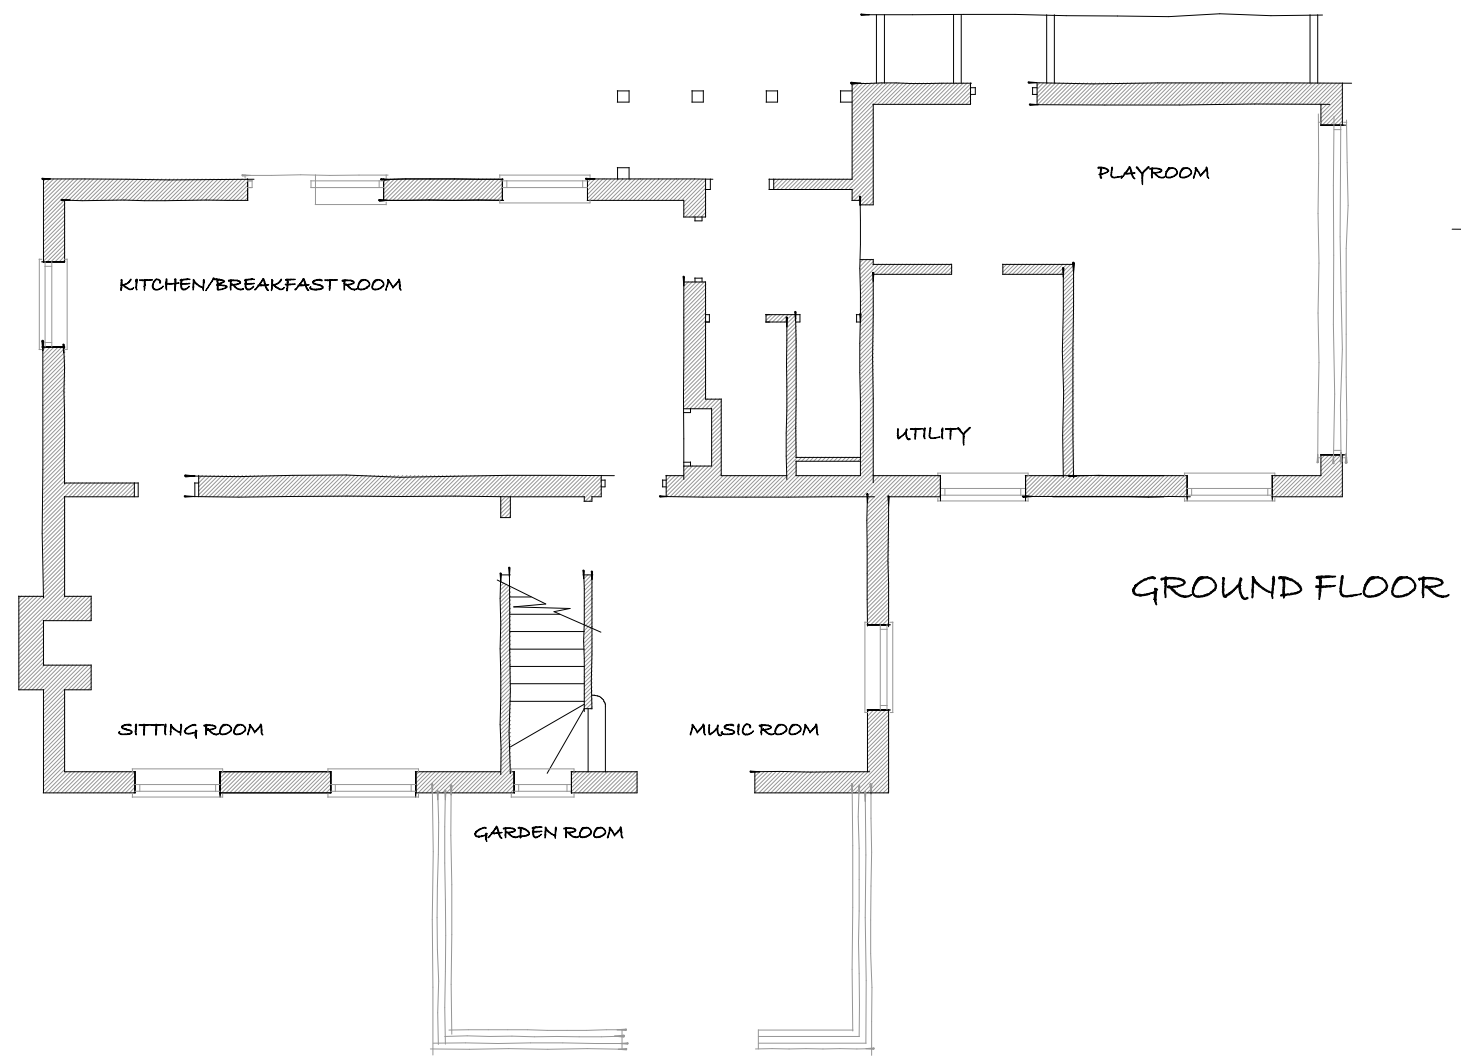 PLAYROOM
KITCHEN/BREAKFAST ROOM
UTILITY
GROUND FLOOR
SITTING ROOM
MUSIC ROOM
GARDEN ROOM